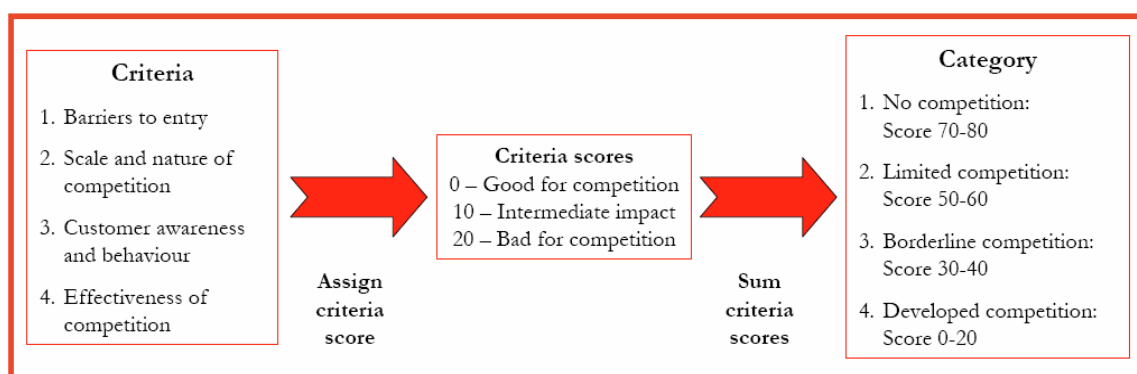 Criteria
1. Barriers to entry
2. Scale and nature of
competition
3. Customer awareness
and behaviour
4. Effectiveness of
competition
Assign
criteria
score
Criteria scores
0 – Good for competition
10 – Intermediate impact
20 – Bad for competition
Sum
criteria
scores
Category
1. No competition:
Score 70-80
2. Limited competition:
Score 50-60
3. Borderline competition:
Score 30-40
4. Developed competition:
Score 0-20